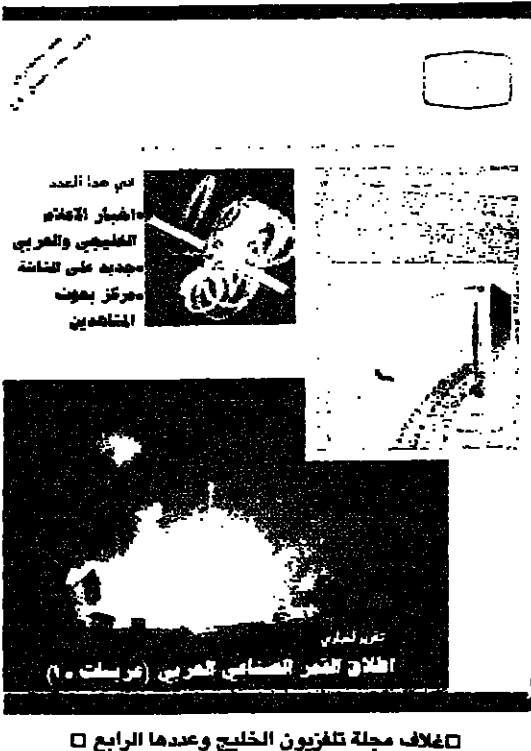 في هذا العدد
•اخبار الاعلام
الخليجي والعربي
•جديد على الشاشة
•مركز بحوث
المشاهدين
تقرير اخباري
اطلاق القمر الصناعي العربي (عربسات ـ ١)
□ غلاف مجلة تلفزيون الخليج وعددها الرابع □